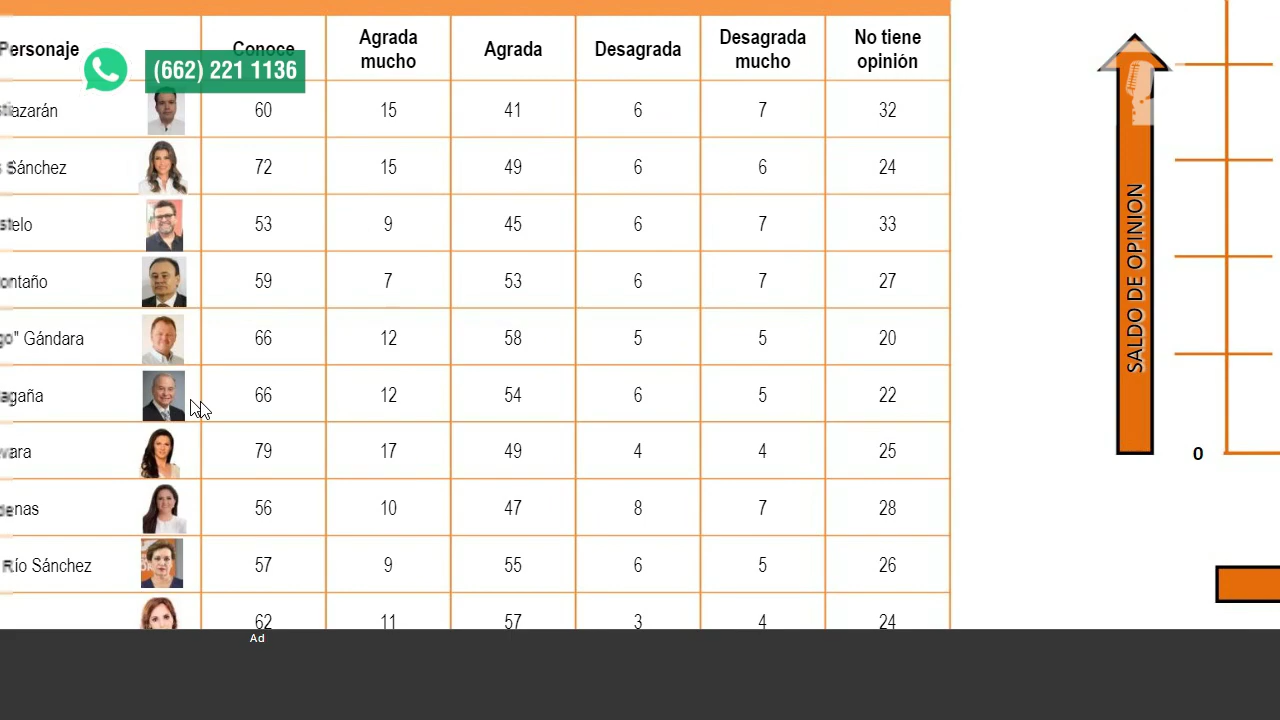 Personaje Conoce Agrada mucho Agrada Desagrada Desagrada mucho No tiene opinión
(662) 221 1136
azarán 60 15 41 6 7 32
Sánchez 72 15 49 6 6 24
stelo 53 9 45 6 7 33
ontaño 59 7 53 6 7 27
go" Gándara 66 12 58 5 5 20
agaña 66 12 54 6 5 22
vara 79 17 49 4 4 25
denas 56 10 47 8 7 28
Río Sánchez 57 9 55 6 5 26
62 11 57 3 4 24
SALDO DE OPINION
0
Ad